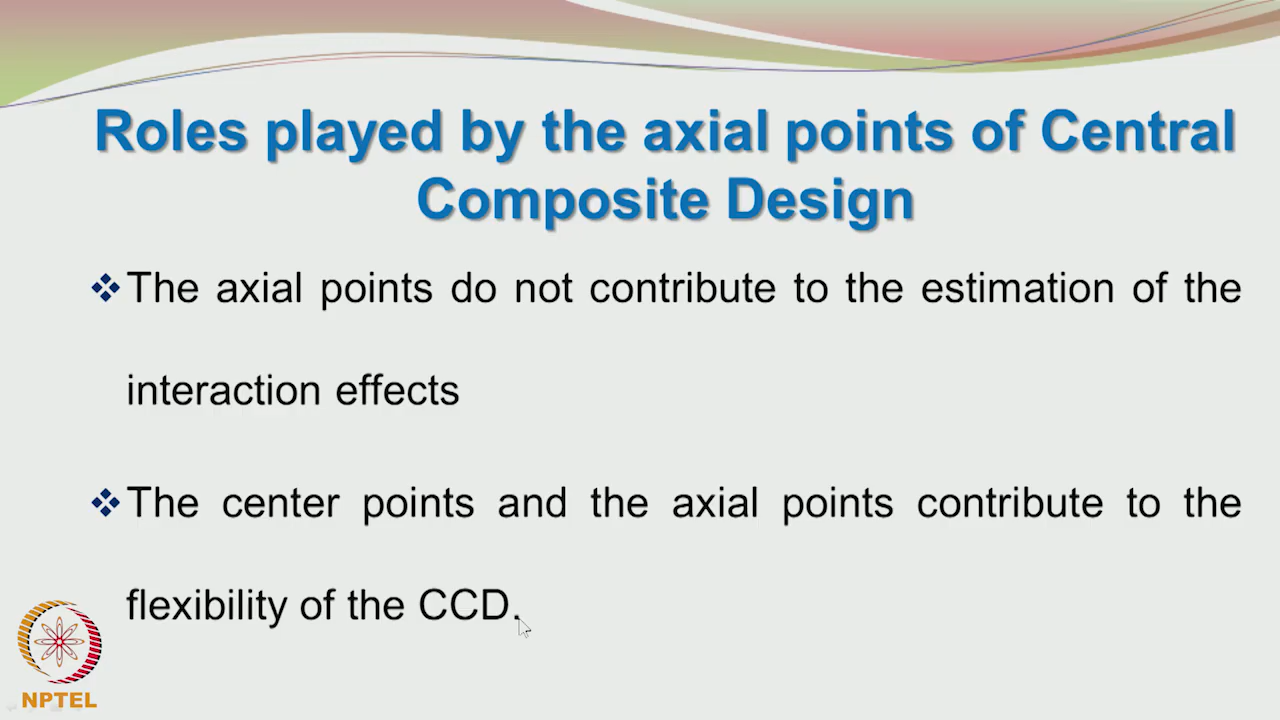 Roles played by the axial points of Central
Composite Design
❖The axial points do not contribute to the estimation of the
interaction effects
❖The center points and the axial points contribute to the
flexibility of the CCD.
NPTEL